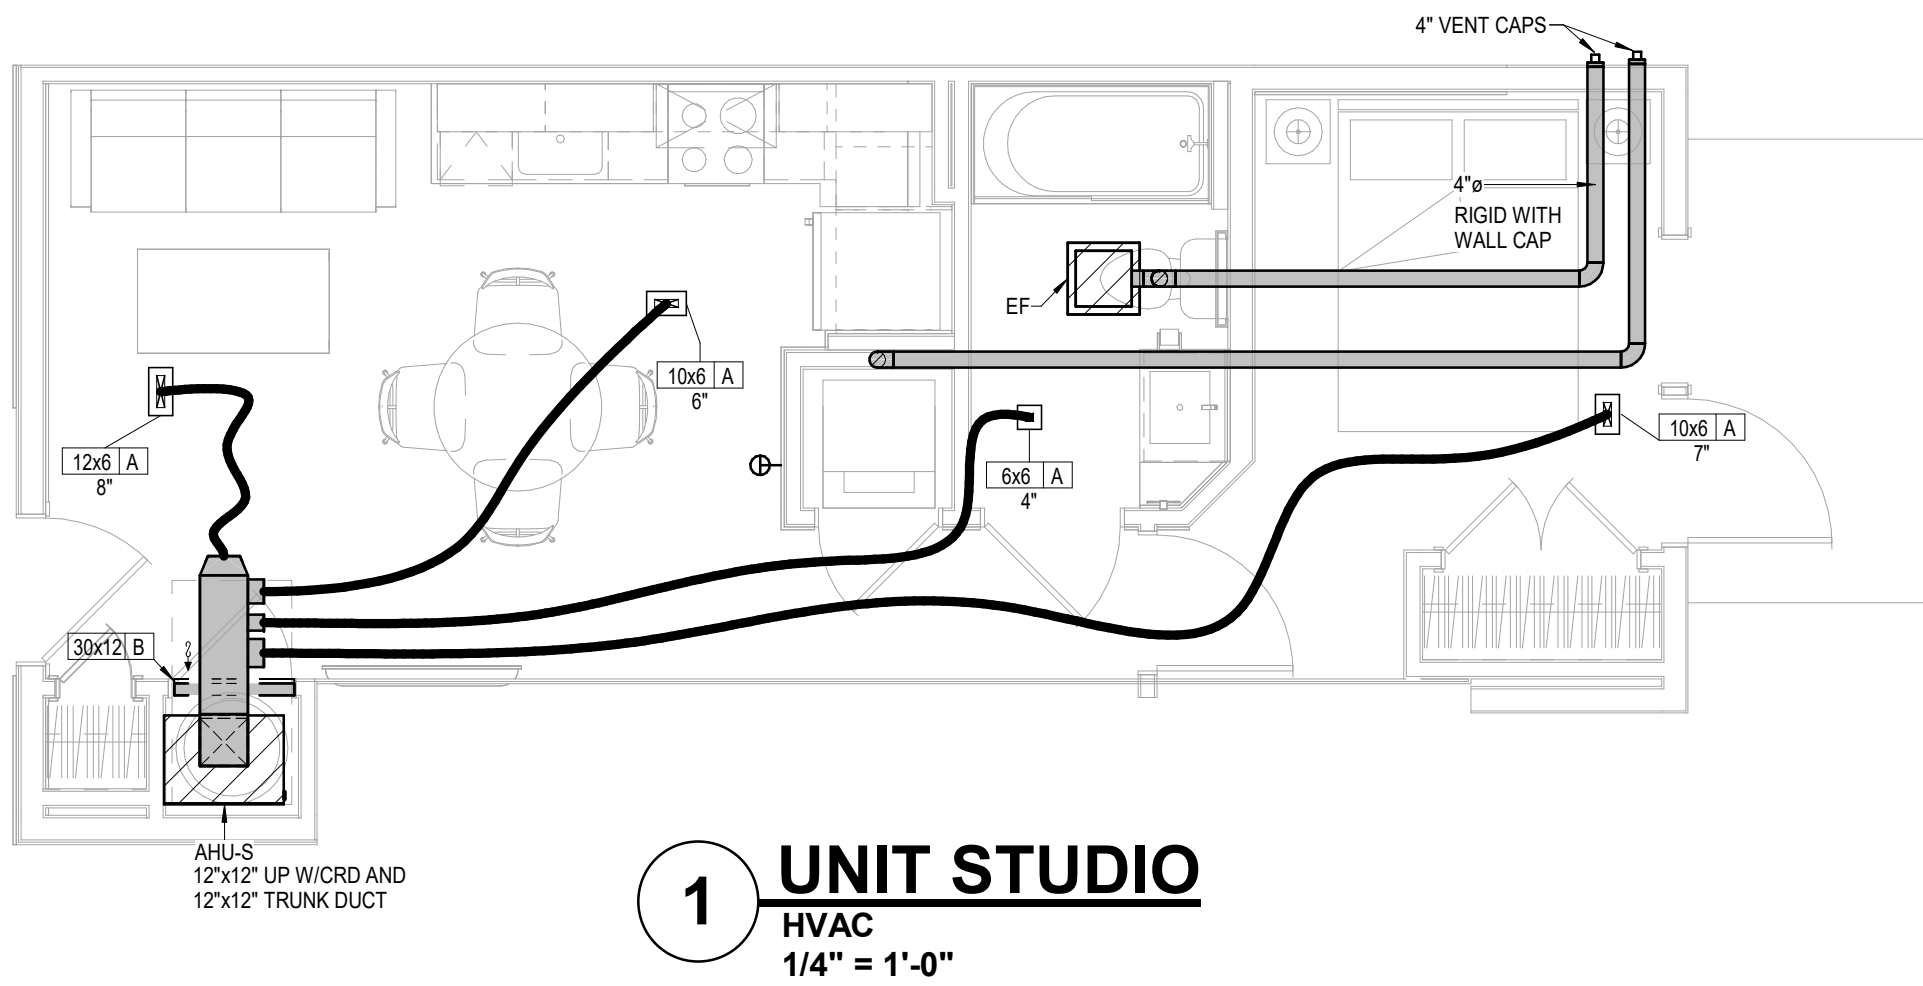 4" VENT CAPS
4"ø
RIGID WITH
WALL CAP
EF
10x6 A
6"
12x6 A
8"
10x6 A
7"
6x6 A
4"
30x12 B
AHU-S
12"x12" UP W/CRD AND
12"x12" TRUNK DUCT
1
UNIT STUDIO
HVAC
1/4" = 1'-0"